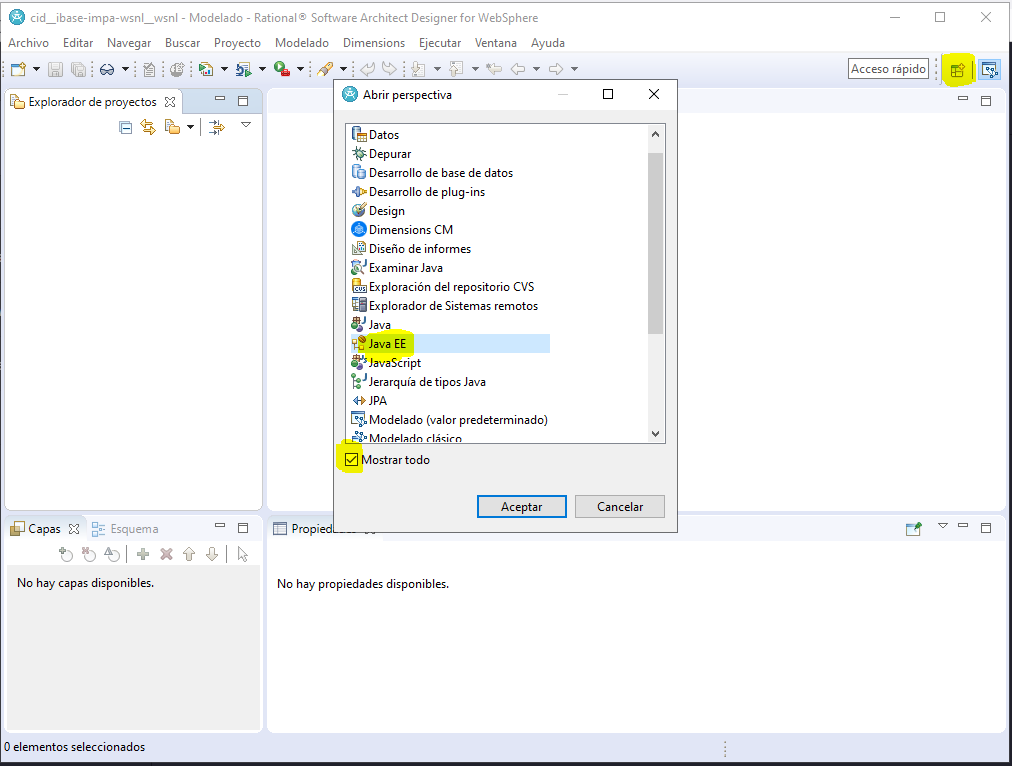 cid__ibase-impa-wsnl__wsnl - Modelado - Rational® Software Architect Designer for WebSphere
Archivo Editar Navegar Buscar Proyecto Modelado Dimensions Ejecutar Ventana Ayuda
Acceso rápido
Explorador de proyectos
Abrir perspectiva
Datos
Depurar
Desarrollo de base de datos
Desarrollo de plug-ins
Design
Dimensions CM
Diseño de informes
Examinar Java
Exploración del repositorio CVS
Explorador de Sistemas remotos
Java
Java EE
JavaScript
Jerarquía de tipos Java
JPA
Modelado (valor predeterminado)
Modelado clásico
Mostrar todo
Aceptar Cancelar
Capas Esquema
No hay capas disponibles.
Propiedades
No hay propiedades disponibles.
0 elementos seleccionados